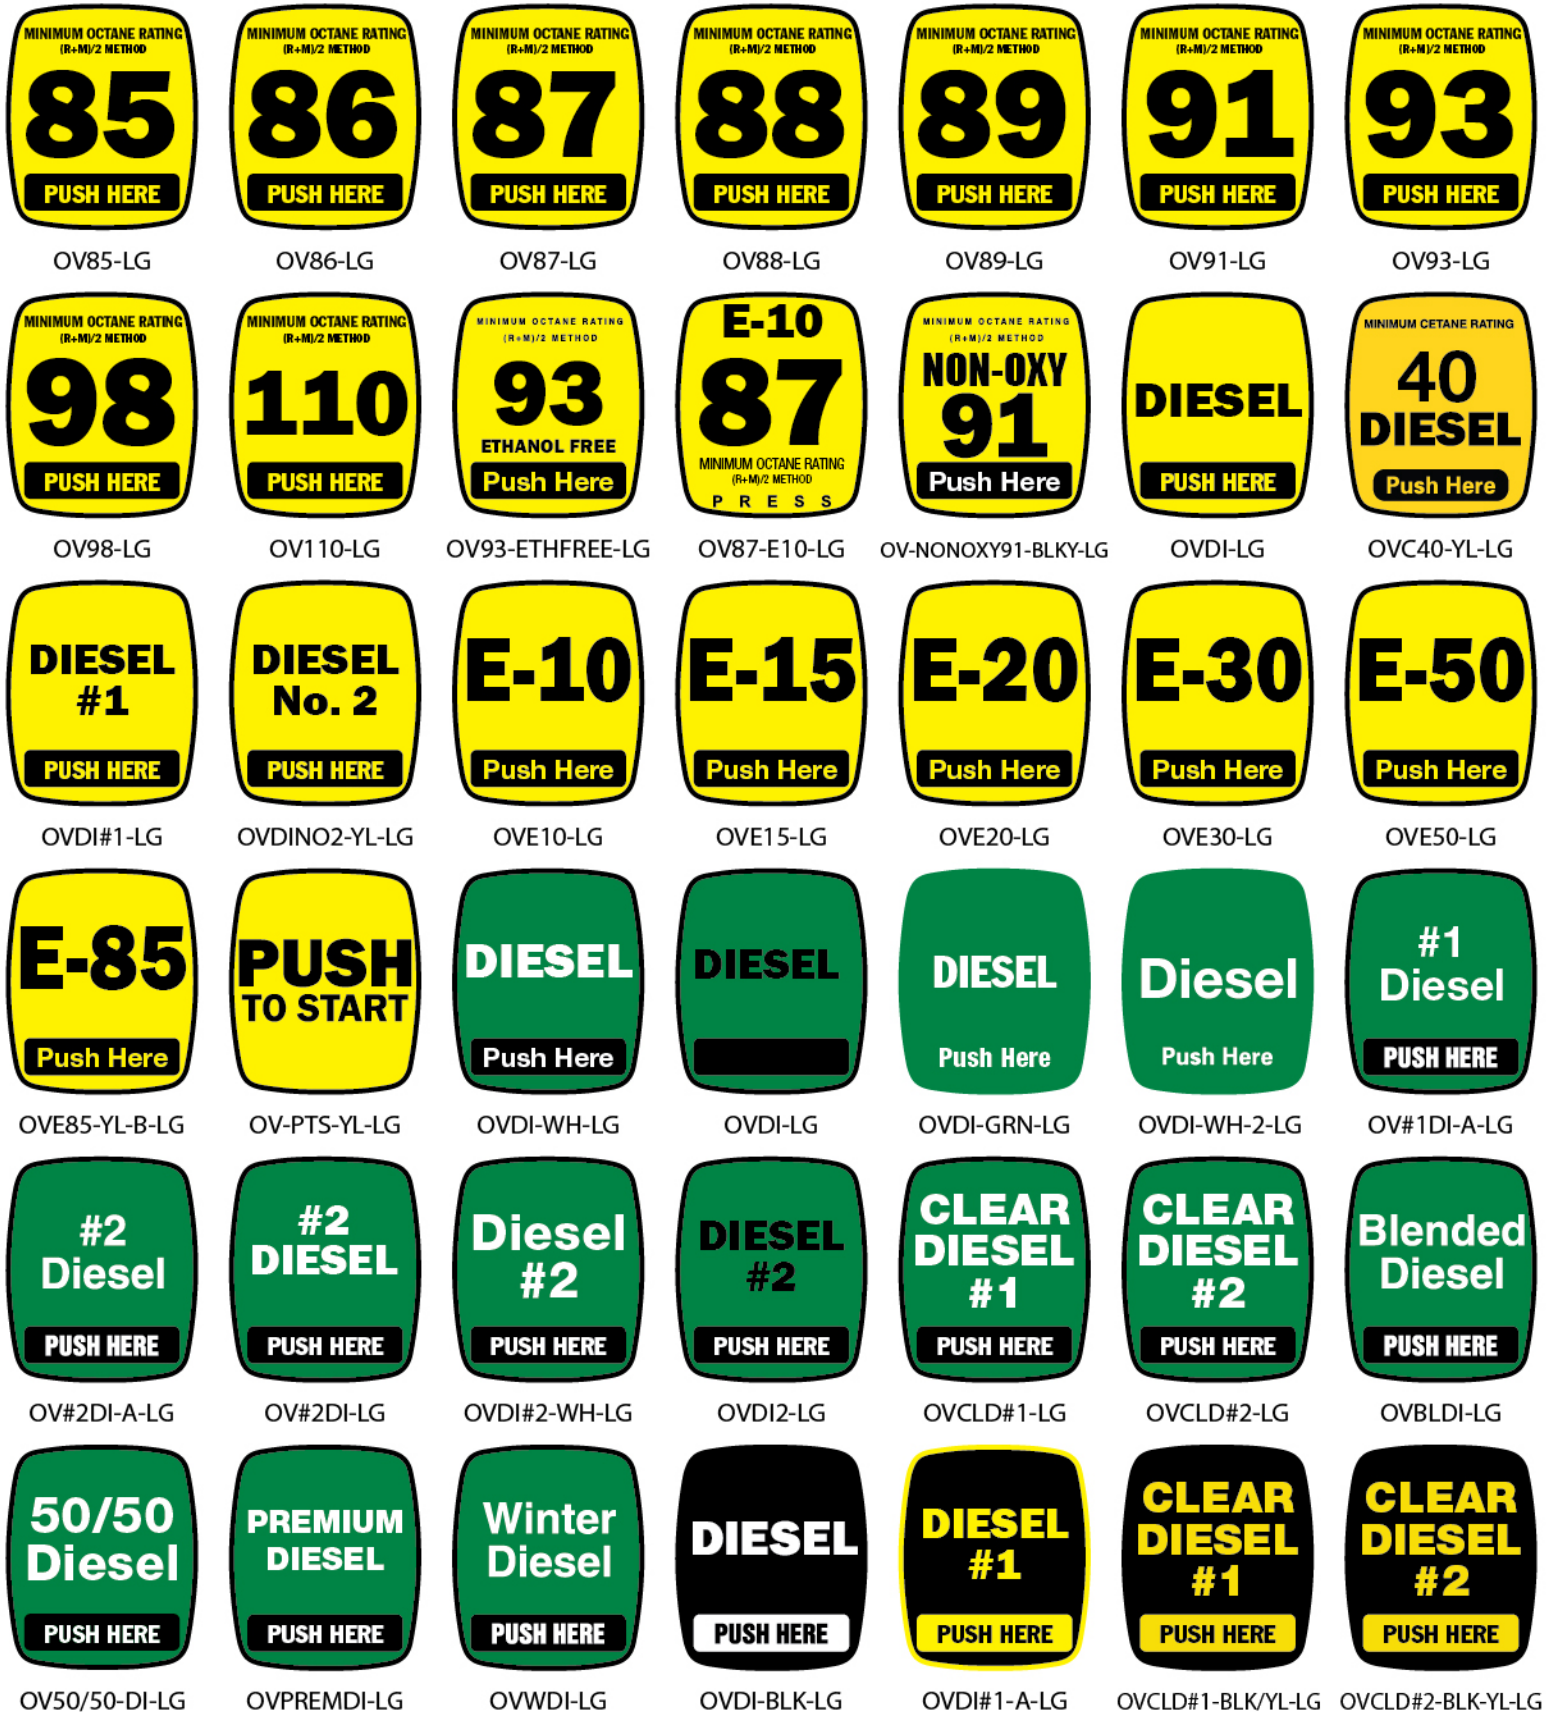 MINIMUM OCTANE RATING
(R+M)/2 METHOD
85
PUSH HERE
OV85-LG
MINIMUM OCTANE RATING
(R+M)/2 METHOD
86
PUSH HERE
OV86-LG
MINIMUM OCTANE RATING
(R+M)/2 METHOD
87
PUSH HERE
OV87-LG
MINIMUM OCTANE RATING
(R+M)/2 METHOD
88
PUSH HERE
OV88-LG
MINIMUM OCTANE RATING
(R+M)/2 METHOD
89
PUSH HERE
OV89-LG
MINIMUM OCTANE RATING
(R+M)/2 METHOD
91
PUSH HERE
OV91-LG
MINIMUM OCTANE RATING
(R+M)/2 METHOD
93
PUSH HERE
OV93-LG
MINIMUM OCTANE RATING
(R+M)/2 METHOD
98
PUSH HERE
OV98-LG
MINIMUM OCTANE RATING
(R+M)/2 METHOD
110
PUSH HERE
OV110-LG
MINIMUM OCTANE RATING
(R+M)/2 METHOD
93
ETHANOL FREE
Push Here
OV93-ETHFREE-LG
E-10
87
MINIMUM OCTANE RATING
(R+M)/2 METHOD
PRESS
OV87-E10-LG
MINIMUM OCTANE RATING
(R+M)/2 METHOD
NON-OXY
91
Push Here
OV-NONOXY91-BLKY-LG
DIESEL
PUSH HERE
OVDI-LG
MINIMUM CETANE RATING
40
DIESEL
Push Here
OVC40-YL-LG
DIESEL
#1
PUSH HERE
OVDI#1-LG
DIESEL
No. 2
PUSH HERE
OVDINO2-YL-LG
E-10
Push Here
OVE10-LG
E-15
Push Here
OVE15-LG
E-20
Push Here
OVE20-LG
E-30
Push Here
OVE30-LG
E-50
Push Here
OVE50-LG
E-85
Push Here
OVE85-YL-B-LG
PUSH
TO START
OV-PTS-YL-LG
DIESEL
Push Here
OVDI-WH-LG
DIESEL
OVDI-LG
DIESEL
Push Here
OVDI-GRN-LG
Diesel
Push Here
OVDI-WH-2-LG
#1
Diesel
PUSH HERE
OV#1DI-A-LG
#2
Diesel
PUSH HERE
OV#2DI-A-LG
#2
DIESEL
PUSH HERE
OV#2DI-LG
Diesel
#2
PUSH HERE
OVDI#2-WH-LG
DIESEL
#2
PUSH HERE
OVDI2-LG
CLEAR
DIESEL
#1
PUSH HERE
OVCLD#1-LG
CLEAR
DIESEL
#2
PUSH HERE
OVCLD#2-LG
Blended
Diesel
PUSH HERE
OVBLDI-LG
50/50
Diesel
PUSH HERE
OV50/50-DI-LG
PREMIUM
DIESEL
PUSH HERE
OVPREMDI-LG
Winter
Diesel
PUSH HERE
OVWDI-LG
DIESEL
PUSH HERE
OVDI-BLK-LG
DIESEL
#1
PUSH HERE
OVDI#1-A-LG
CLEAR
DIESEL
#1
PUSH HERE
OVCLD#1-BLK/YL-LG
CLEAR
DIESEL
#2
PUSH HERE
OVCLD#2-BLK-YL-LG